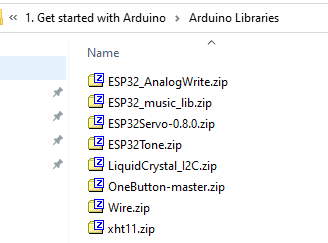 « 1. Get started with Arduino > Arduino Libraries
Name
ESP32_AnalogWrite.zip
ESP32_music_lib.zip
ESP32Servo-0.8.0.zip
ESP32Tone.zip
LiquidCrystal_I2C.zip
OneButton-master.zip
Wire.zip
xht11.zip